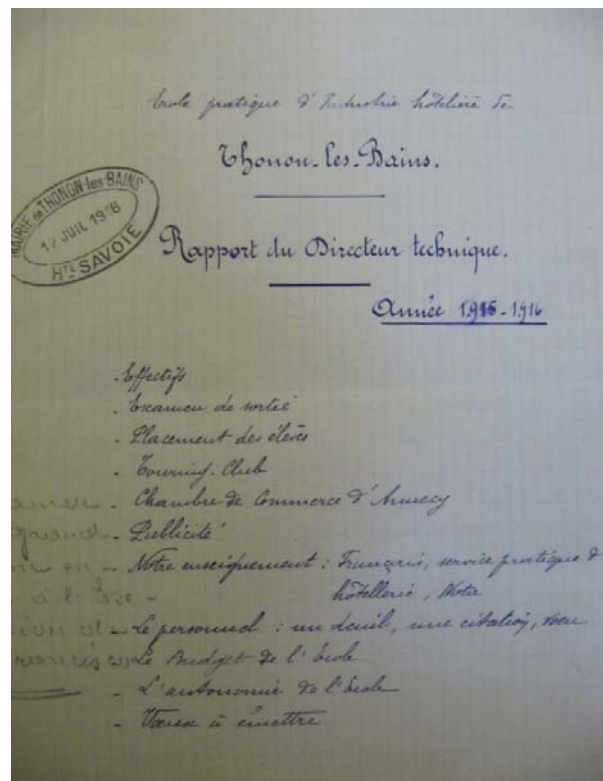 Ecole pratique d'Industrie hôtelière de
Thonon-les-Bains.
MAIRIE de THONON-les-BAINS
12 JUIL 1916
HTE SAVOIE
Rapport du Directeur technique.
Année 1915-1916
- Effectifs
- Examen de sortie
- Placement des élèves
- Touring-Club
- Chambre de Commerce d'Annecy
- Publicité
- Notre enseignement : Français, service pratique d
hôtellerie, Notes
- Le personnel : un deuil, une citation,
Le Budget de l'Ecole
- L'autonomie de l'Ecole
- Vœux à émettre